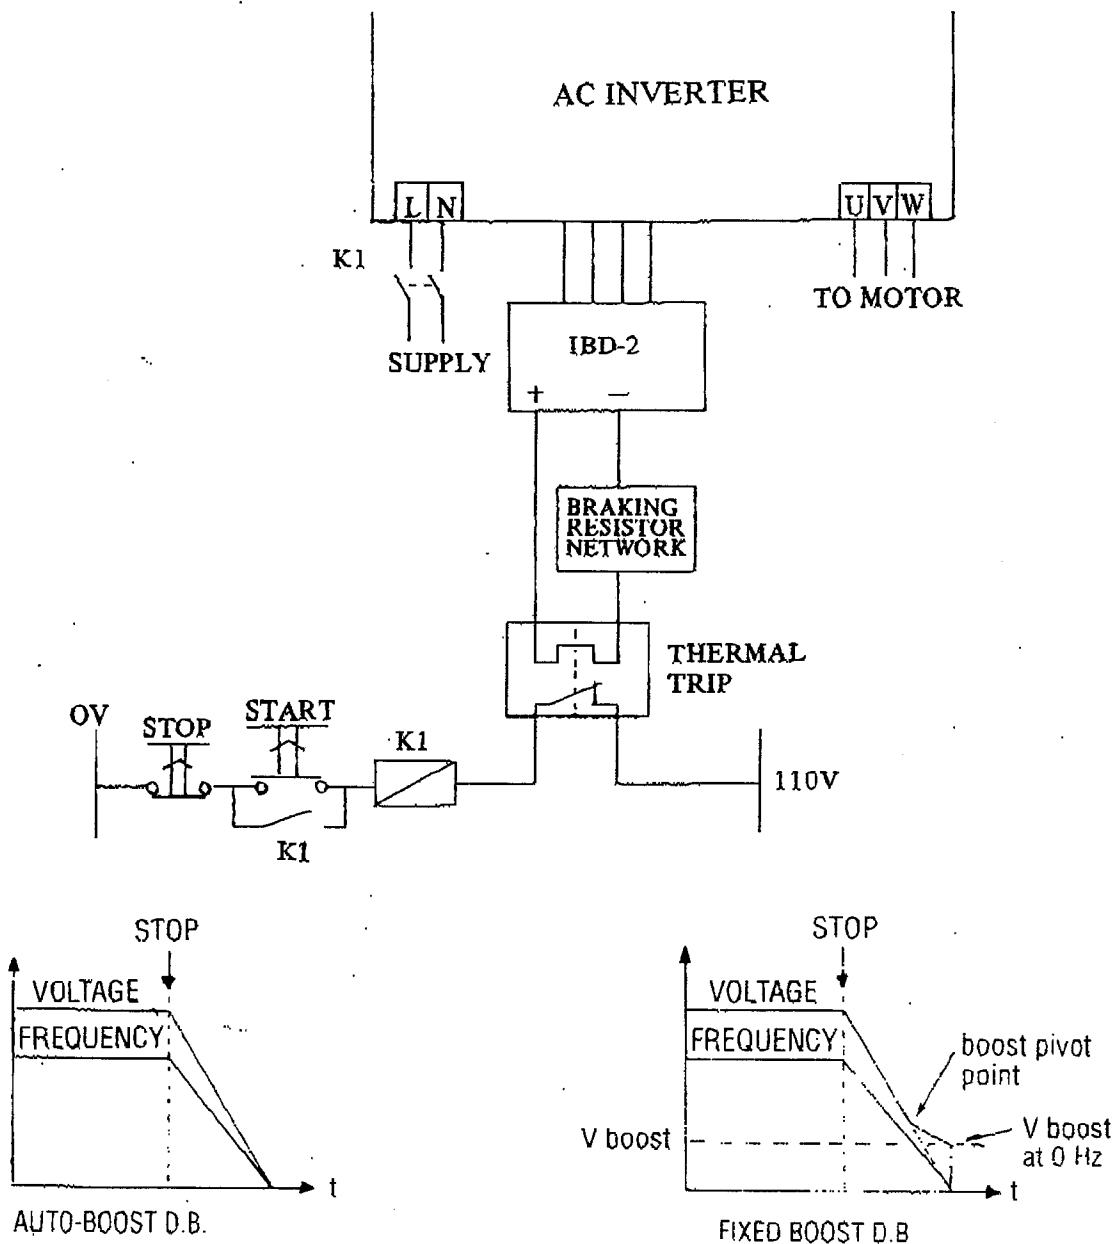 AC INVERTER
L N
U V W
K1
TO MOTOR
SUPPLY
IBD-2
+ −
BRAKING
RESISTOR
NETWORK
THERMAL
TRIP
0V
STOP
START
K1
110V
K1
STOP
VOLTAGE
FREQUENCY
t
AUTO-BOOST D.B.
STOP
VOLTAGE
FREQUENCY
boost pivot
point
V boost
V boost
at 0 Hz
t
FIXED BOOST D.B